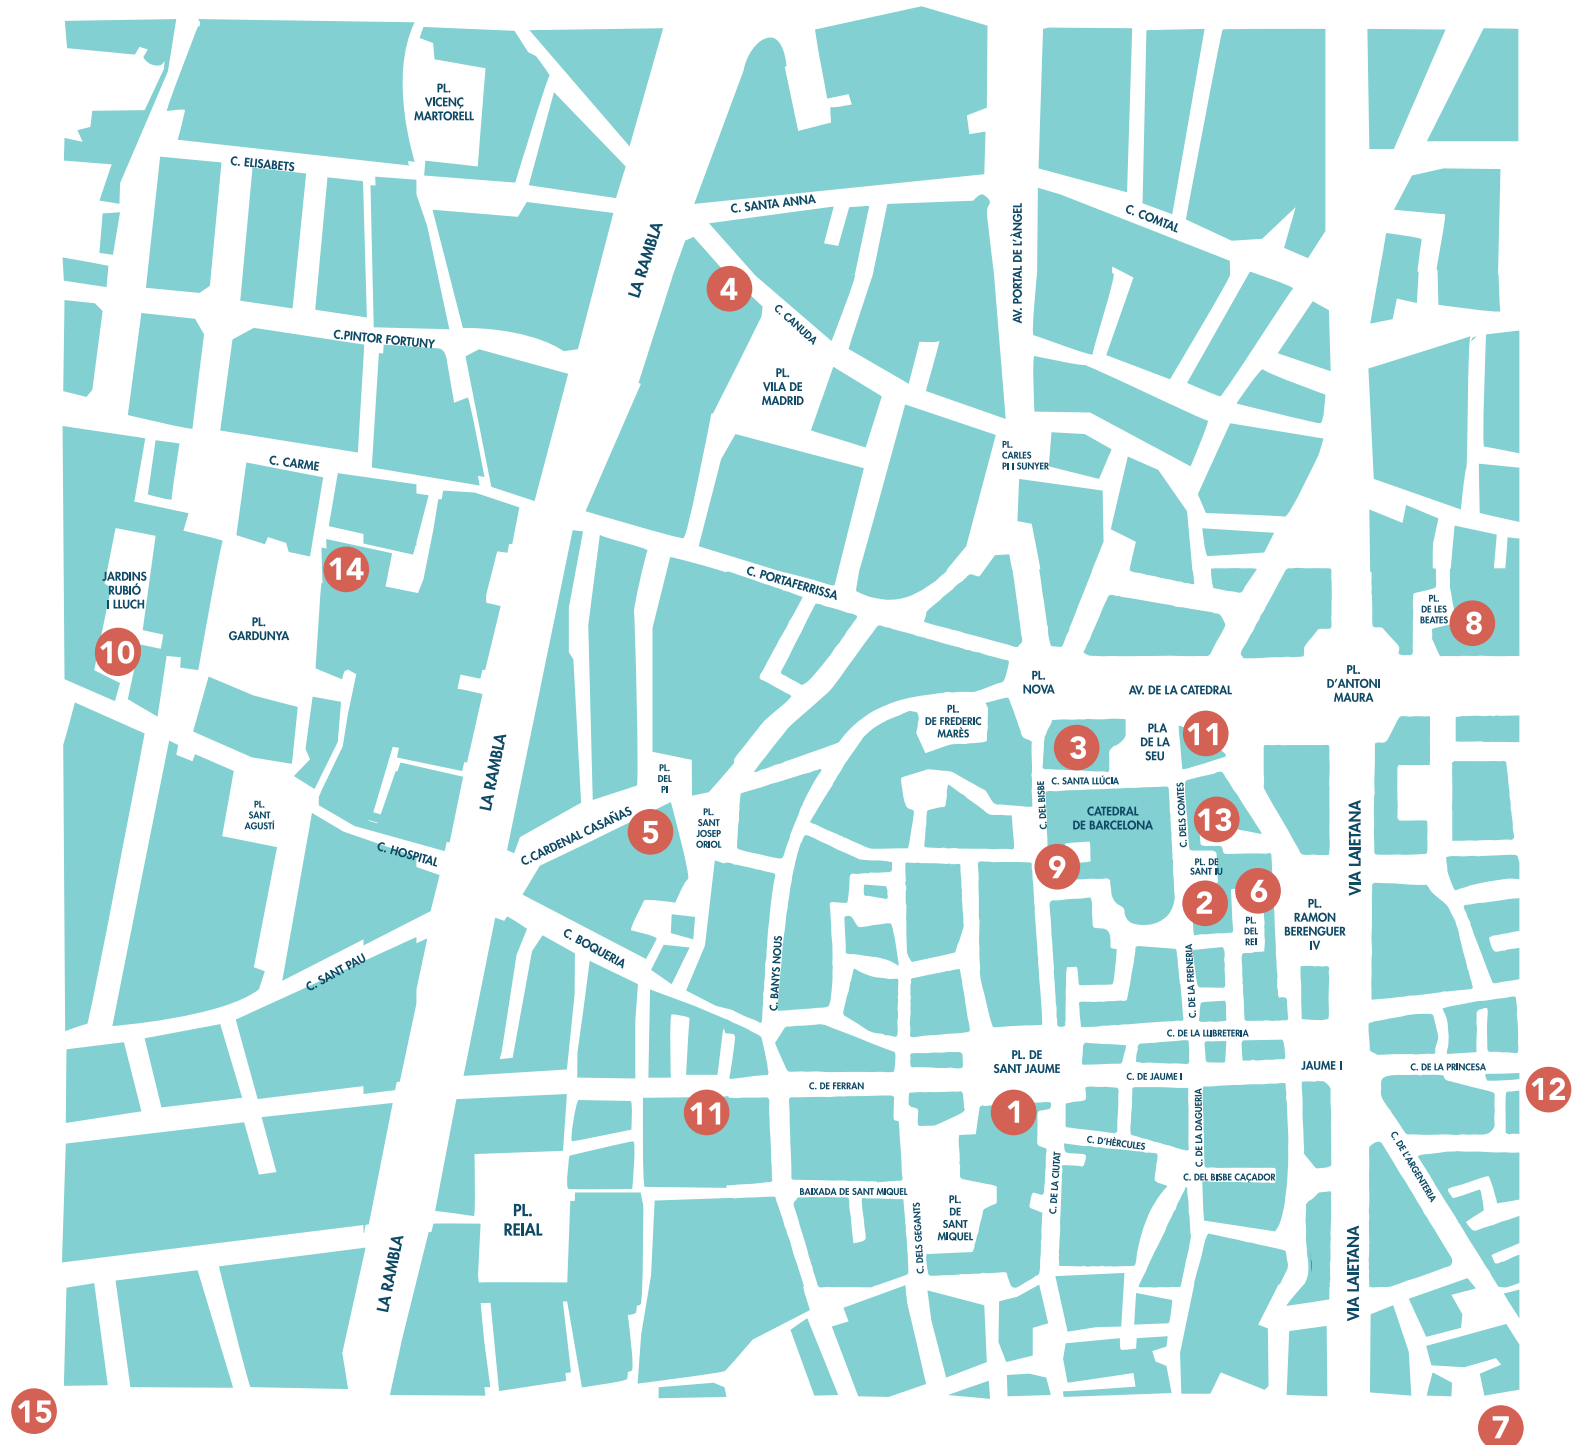 PL.
VICENÇ
MARTORELL
C. ELISABETS
C. SANTA ANNA
C. COMTAL
LA RAMBLA
AV. PORTAL DE L'ÀNGEL
4
C. CANUDA
C.PINTOR FORTUNY
PL.
VILA DE
MADRID
PL.
CARLES
PI I SUNYER
C. CARME
14
JARDINS
RUBIÓ
I LLUCH
C. PORTAFERRISSA
PL.
DE LES
BEATES
8
PL.
GARDUNYA
10
PL.
NOVA
AV. DE LA CATEDRAL
PL.
D'ANTONI
MAURA
PL.
DE FREDERIC
MARÈS
3
PLA
DE LA
SEU
11
LA RAMBLA
PL.
DEL
PI
C. SANTA LLÚCIA
C. DEL BISBE
CATEDRAL
DE BARCELONA
C. DELS COMTES
13
PL.
SANT
AGUSTÍ
C.CARDENAL CASAÑAS
5
PL.
SANT
JOSEP
ORIOL
VIA LAIETANA
C. HOSPITAL
9
PL. DE
SANT IU
2
6
PL.
DEL
REI
PL.
RAMON
BERENGUER
IV
C. BOQUERIA
C. BANYS NOUS
C. SANT PAU
C. DE LA FRENERIA
C. DE LA LLIBRETERIA
PL. DE
SANT JAUME
JAUME I
C. DE LA PRINCESA
C. DE JAUME I
C. DE FERRAN
12
11
1
C. DE LA DAGUERIA
C. D'HÈRCULES
C. DE L'ARGENTERIA
C. DE LA CIUTAT
C. DEL BISBE CAÇADOR
BAIXADA DE SANT MIQUEL
PL.
DE
SANT
MIQUEL
C. DELS GEGANTS
PL.
REIAL
LA RAMBLA
VIA LAIETANA
15
7